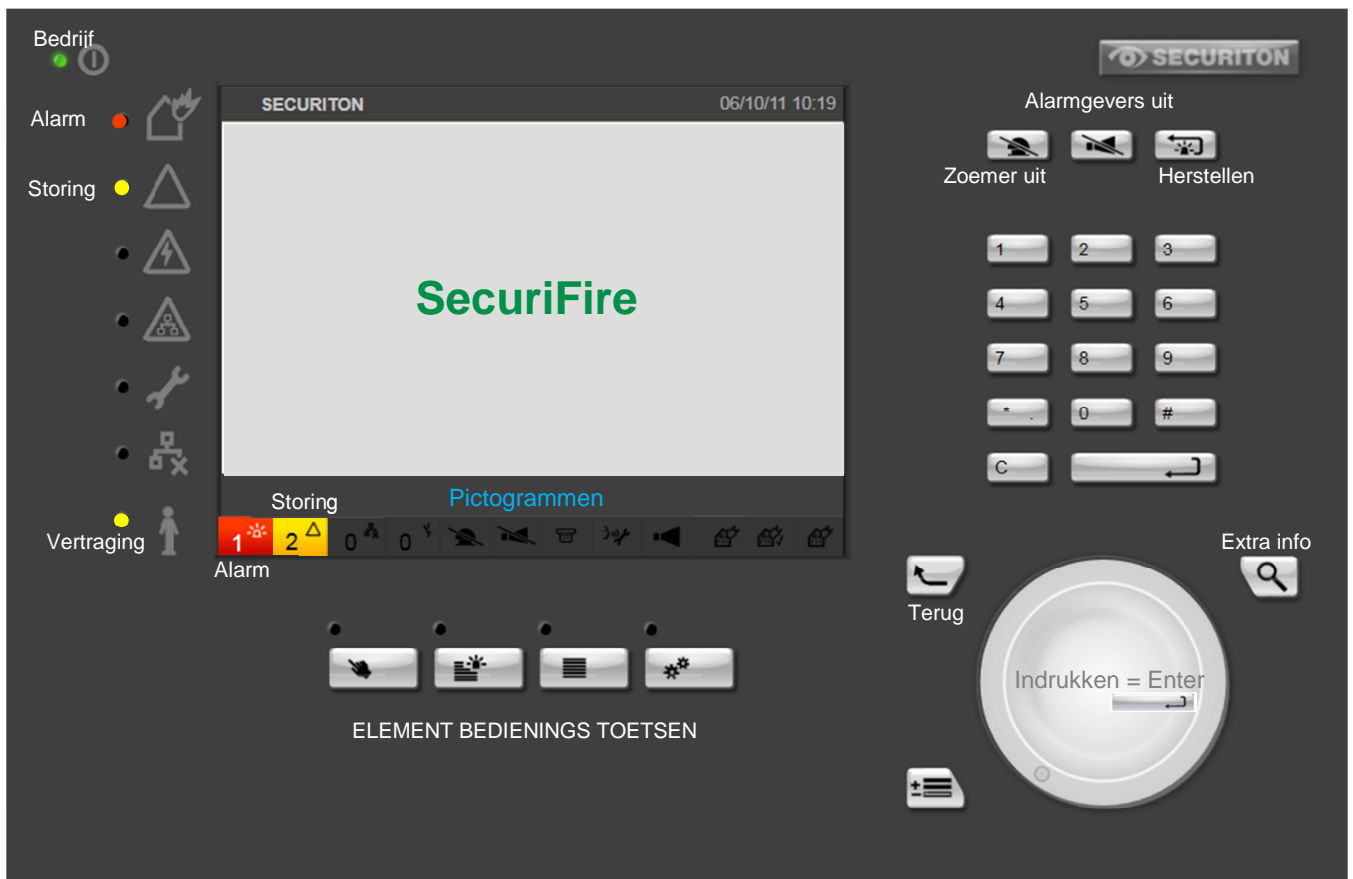 Bedrijf
SECURITON
Alarm
SECURITON 06/10/11 10:19
Alarmgevers uit
Storing
Zoemer uit Herstellen
1 2 3
SecuriFire
4 5 6
7 8 9
* . 0 #
C
Storing Pictogrammen
Vertraging
1 2 0 0
Alarm
Extra info
Terug
Indrukken = Enter
ELEMENT BEDIENINGS TOETSEN